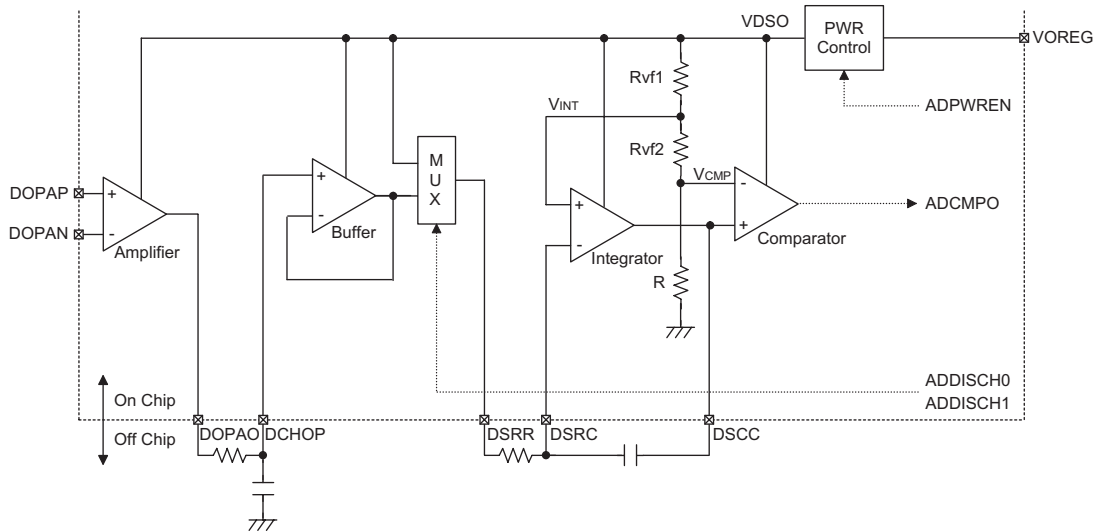 VDSO
PWR
Control
VOREG
Rvf1
ADPWREN
VINT
Rvf2
M
U
X
VCMP
DOPAP
+
+
+
-
+
ADCMPO
DOPAN
-
-
-
Amplifier
Buffer
Integrator
Comparator
R
On Chip
ADDISCH0
ADDISCH1
Off Chip
DOPAO
DCHOP
DSRR
DSRC
DSCC